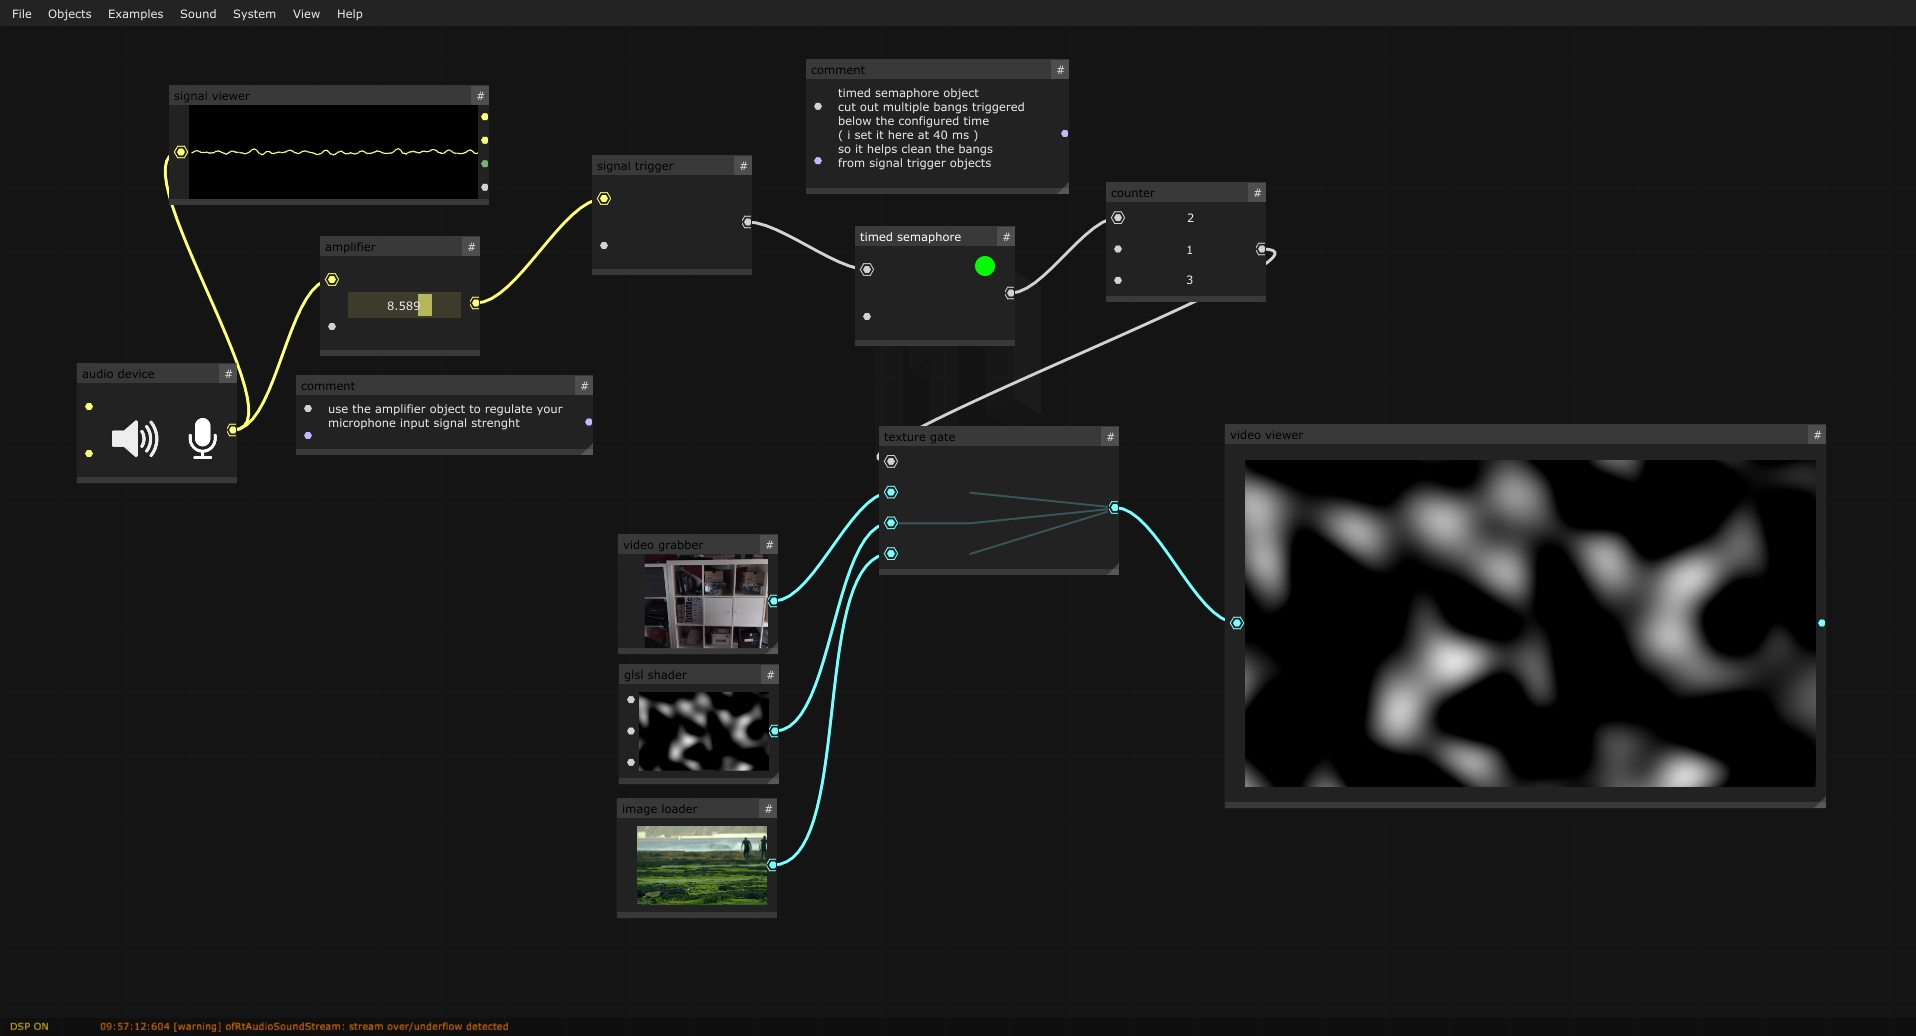 File Objects Examples Sound System View Help
comment #
timed semaphore object
cut out multiple bangs triggered
below the configured time
( i set it here at 40 ms )
so it helps clean the bangs
from signal trigger objects
signal viewer #
signal trigger #
counter #
2
1
3
timed semaphore #
amplifier #
8.589
audio device #
comment #
use the amplifier object to regulate your
microphone input signal strenght
texture gate #
video viewer #
video grabber #
glsl shader #
image loader #
DSP ON 09:57:12:604 [warning] ofRtAudioSoundStream: stream over/underflow detected